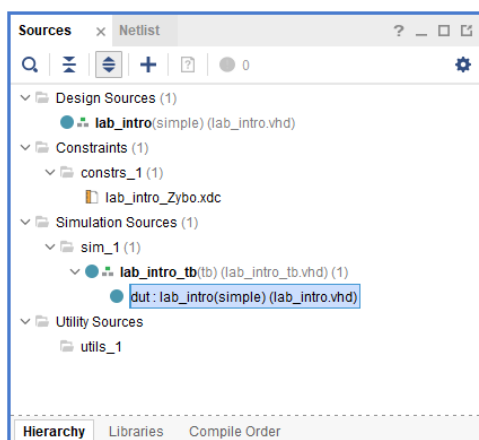 Sources × Netlist ? _ □
? 0
Design Sources (1)
lab_intro(simple) (lab_intro.vhd)
Constraints (1)
constrs_1 (1)
lab_intro_Zybo.xdc
Simulation Sources (1)
sim_1 (1)
lab_intro_tb(tb) (lab_intro_tb.vhd) (1)
dut : lab_intro(simple) (lab_intro.vhd)
Utility Sources
utils_1
Hierarchy Libraries Compile Order